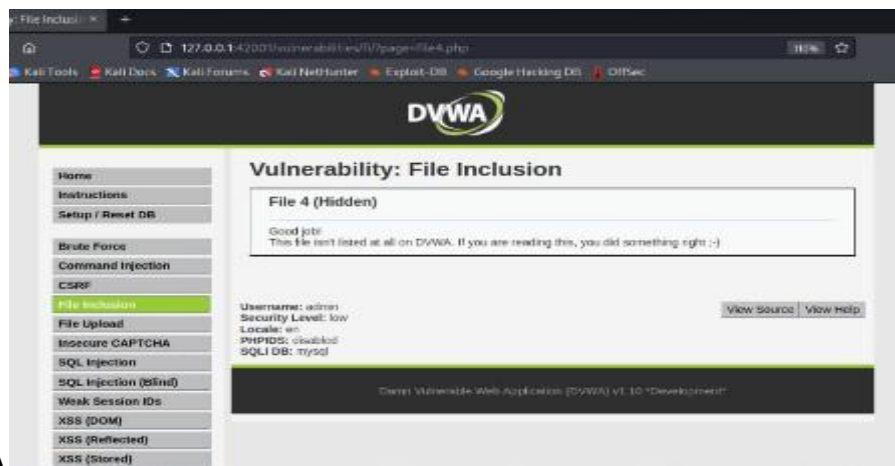 File Inclusi
127.0.0.1:42001/vulnerabilities/fi/?page=file4.php
110%
Kali Tools Kali Docs Kali Forums Kali NetHunter Exploit-DB Google Hacking DB OffSec
DVWA
Vulnerability: File Inclusion
Home
Instructions
Setup / Reset DB
Brute Force
Command Injection
CSRF
File Inclusion
File Upload
Insecure CAPTCHA
SQL Injection
SQL Injection (Blind)
Weak Session IDs
XSS (DOM)
XSS (Reflected)
XSS (Stored)
File 4 (Hidden)
Good job!
This file isn't listed at all on DVWA. If you are reading this, you did something right ;-)
Username: admin
Security Level: low
Locale: en
PHPIDS: disabled
SQLi DB: mysql
View Source View Help
Damn Vulnerable Web Application (DVWA) v1.10 *Development*